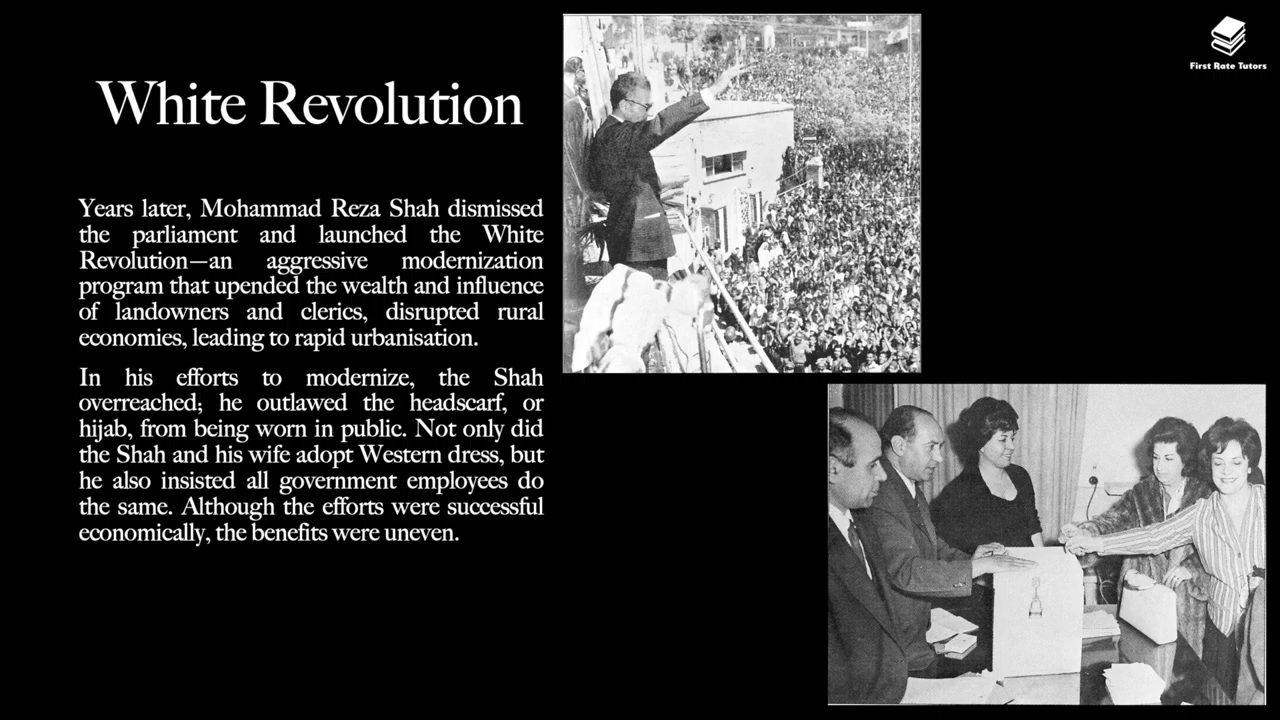 White Revolution
Years later, Mohammad Reza Shah dismissed
the parliament and launched the White
Revolution—an aggressive modernization
program that upended the wealth and influence
of landowners and clerics, disrupted rural
economies, leading to rapid urbanisation.
In his efforts to modernize, the Shah
overreached; he outlawed the headscarf, or
hijab, from being worn in public. Not only did
the Shah and his wife adopt Western dress, but
he also insisted all government employees do
the same. Although the efforts were successful
economically, the benefits were uneven.
First Rate Tutors